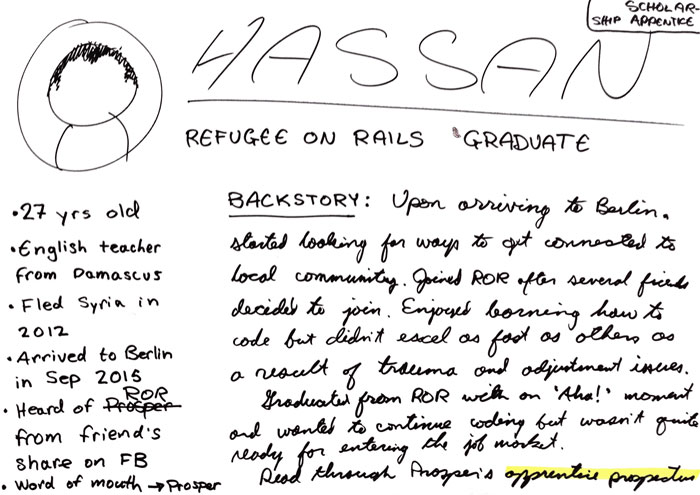 SCHOLAR-
SHIP APPENTICE
HASSAN
REFUGEE ON RAILS GRADUATE
• 27 yrs old
• English teacher
from Damascus
• Fled Syria in
2012
• Arrived to Berlin
in Sep 2015
ROR
• Heard of Prosper
from friend's
share on FB
• Word of mouth → Prosper
BACKSTORY: Upon arriving to Berlin,
started looking for ways to get connected to
local community. Joined ROR after several friends
decided to join. Enjoyed learning how to
code but didn't excel as fast as others as
a result of trauma and adjustment issues.
Graduated from ROR with an 'Aha!' moment
and wanted to continue coding but wasn't quite
ready for entering the job market.
Read through Prosper's apprentice prospectus